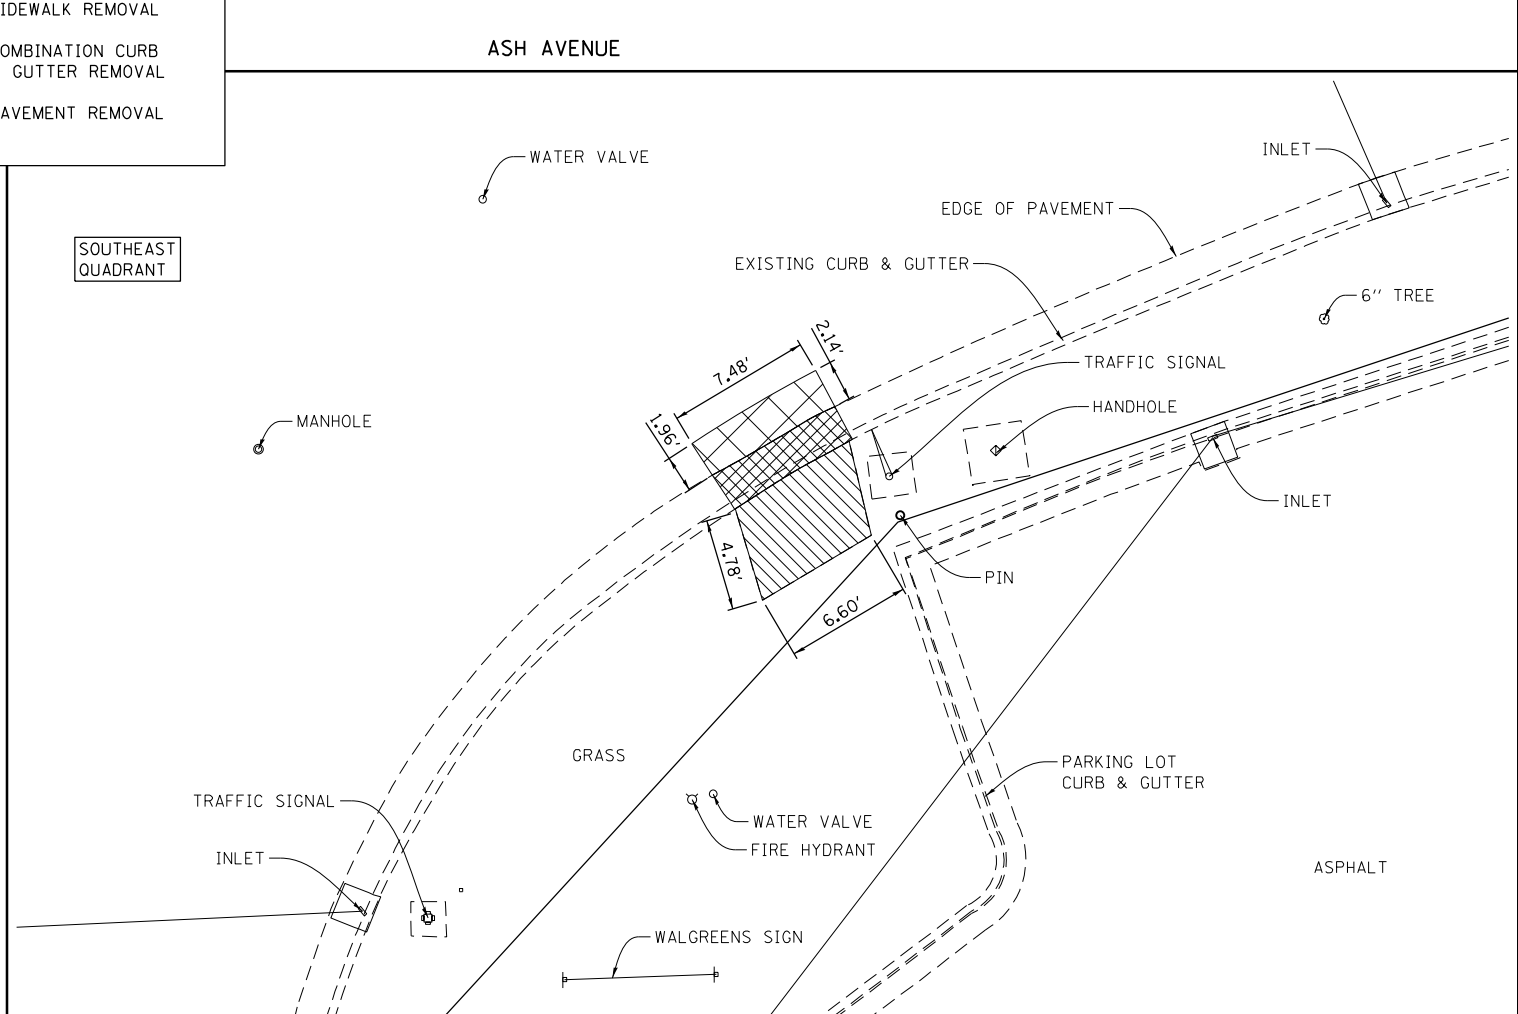 IDEWALK REMOVAL
OMBINATION CURB
GUTTER REMOVAL
AVEMENT REMOVAL
ASH AVENUE
WATER VALVE
INLET
EDGE OF PAVEMENT
SOUTHEAST
QUADRANT
EXISTING CURB & GUTTER
6'' TREE
2.14'
7.48'
TRAFFIC SIGNAL
HANDHOLE
1.96'
MANHOLE
INLET
4.78'
PIN
6.60'
GRASS
PARKING LOT
CURB & GUTTER
TRAFFIC SIGNAL
WATER VALVE
FIRE HYDRANT
INLET
ASPHALT
WALGREENS SIGN